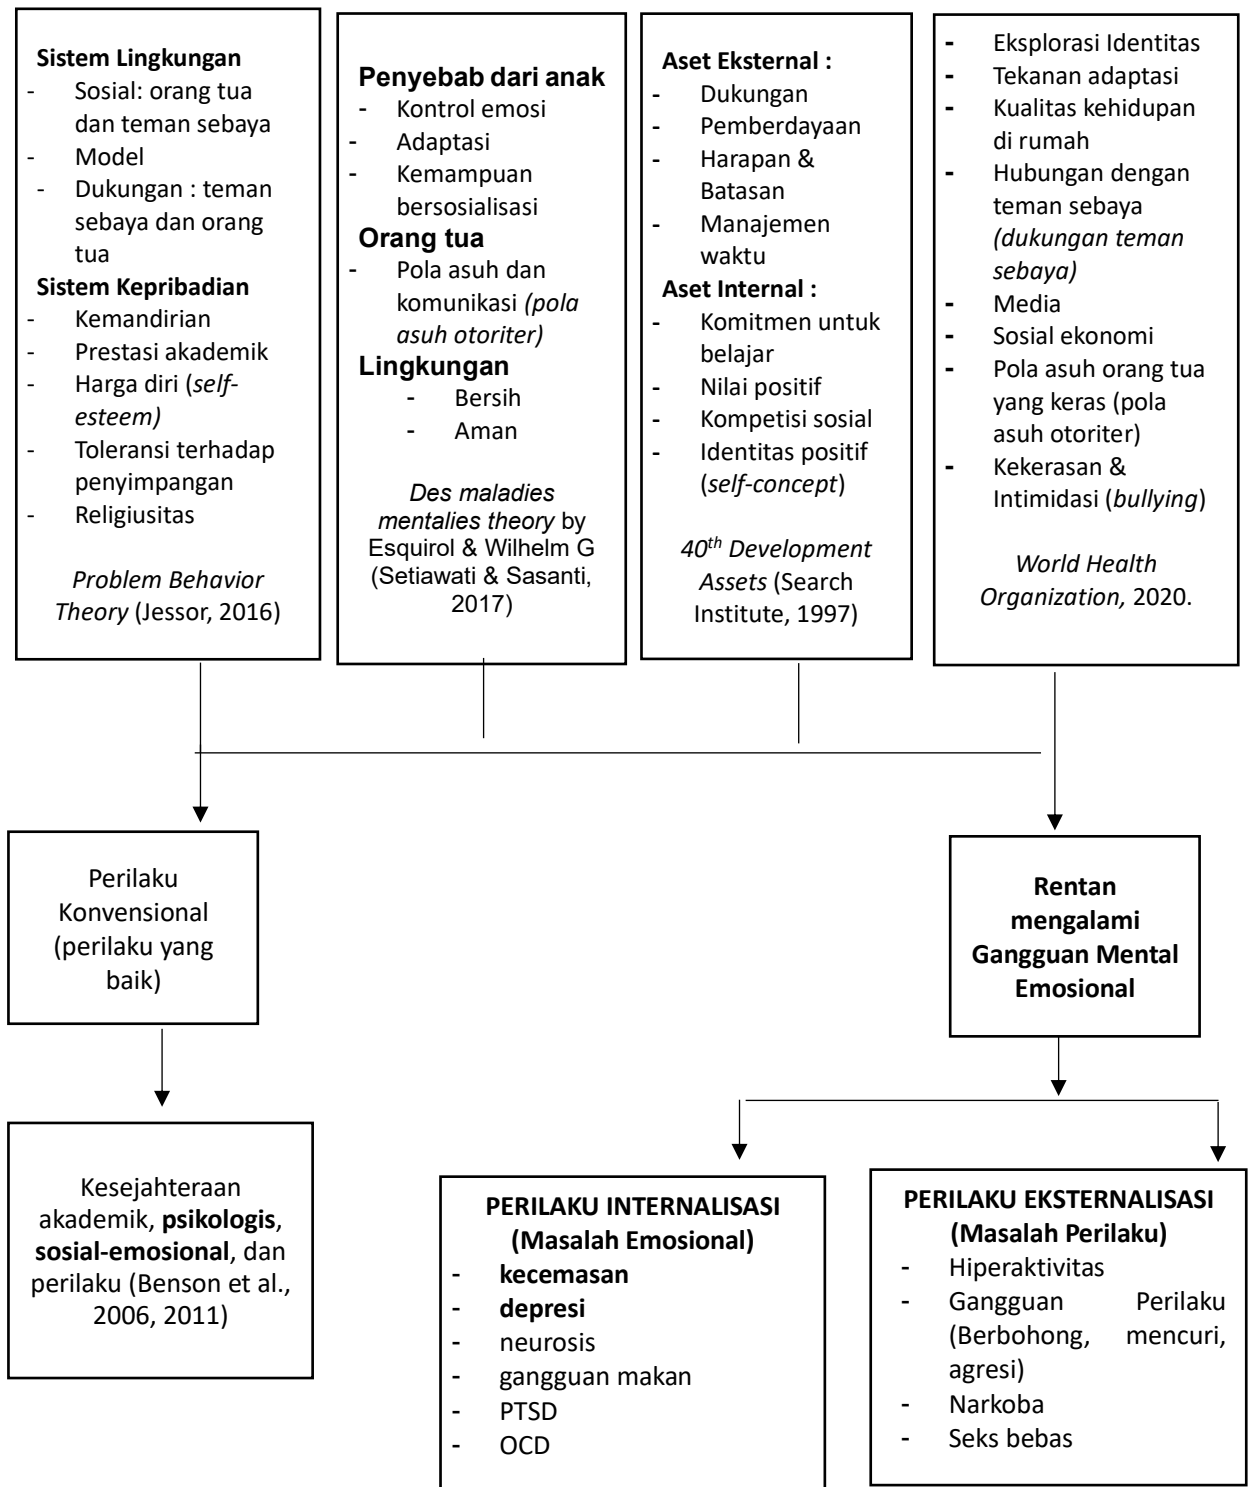 Sistem Lingkungan
- Sosial: orang tua
dan teman sebaya
- Model
- Dukungan : teman
sebaya dan orang
tua
Sistem Kepribadian
- Kemandirian
- Prestasi akademik
- Harga diri (self-
esteem)
- Toleransi terhadap
penyimpangan
- Religiusitas
Problem Behavior
Theory (Jessor, 2016)
Penyebab dari anak
- Kontrol emosi
- Adaptasi
- Kemampuan
bersosialisasi
Orang tua
- Pola asuh dan
komunikasi (pola
asuh otoriter)
Lingkungan
- Bersih
- Aman
Des maladies
mentalies theory by
Esquirol & Wilhelm G
(Setiawati & Sasanti,
2017)
Aset Eksternal :
- Dukungan
- Pemberdayaan
- Harapan &
Batasan
- Manajemen
waktu
Aset Internal :
- Komitmen untuk
belajar
- Nilai positif
- Kompetisi sosial
- Identitas positif
(self-concept)
40th Development
Assets (Search
Institute, 1997)
- Eksplorasi Identitas
- Tekanan adaptasi
- Kualitas kehidupan
di rumah
- Hubungan dengan
teman sebaya
(dukungan teman
sebaya)
- Media
- Sosial ekonomi
- Pola asuh orang tua
yang keras (pola
asuh otoriter)
- Kekerasan &
Intimidasi (bullying)
World Health
Organization, 2020.
Perilaku
Konvensional
(perilaku yang
baik)
Rentan
mengalami
Gangguan Mental
Emosional
Kesejahteraan
akademik, psikologis,
sosial-emosional, dan
perilaku (Benson et al.,
2006, 2011)
PERILAKU INTERNALISASI
(Masalah Emosional)
- kecemasan
- depresi
- neurosis
- gangguan makan
- PTSD
- OCD
PERILAKU EKSTERNALISASI
(Masalah Perilaku)
- Hiperaktivitas
- Gangguan Perilaku
(Berbohong, mencuri,
agresi)
- Narkoba
- Seks bebas